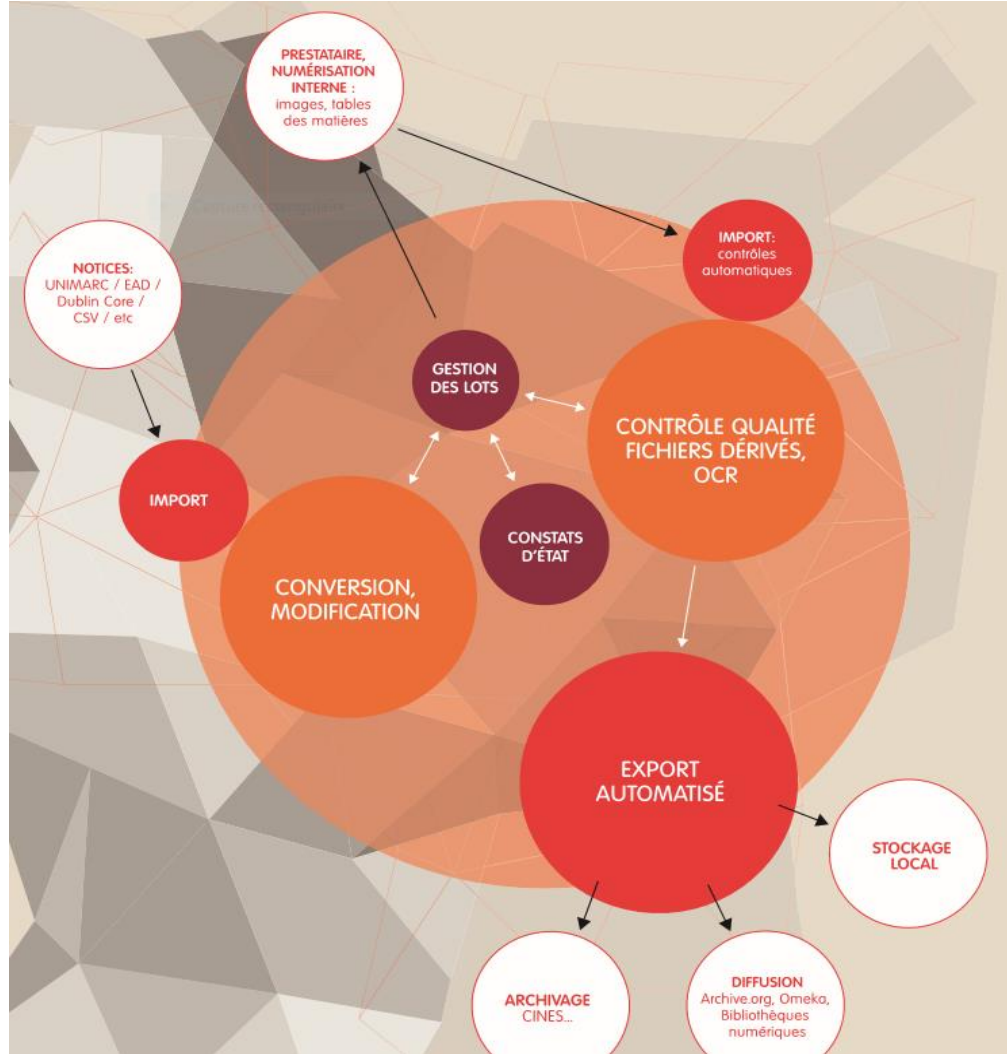 PRESTATAIRE,
NUMÉRISATION
INTERNE :
images, tables
des matières
IMPORT:
contrôles
automatiques
NOTICES:
UNIMARC / EAD /
Dublin Core /
CSV / etc
GESTION
DES LOTS
CONTRÔLE QUALITÉ
FICHIERS DÉRIVÉS,
OCR
IMPORT
CONSTATS
D'ÉTAT
CONVERSION,
MODIFICATION
EXPORT
AUTOMATISÉ
STOCKAGE
LOCAL
ARCHIVAGE
CINES...
DIFFUSION
Archive.org, Omeka,
Bibliothèques
numériques